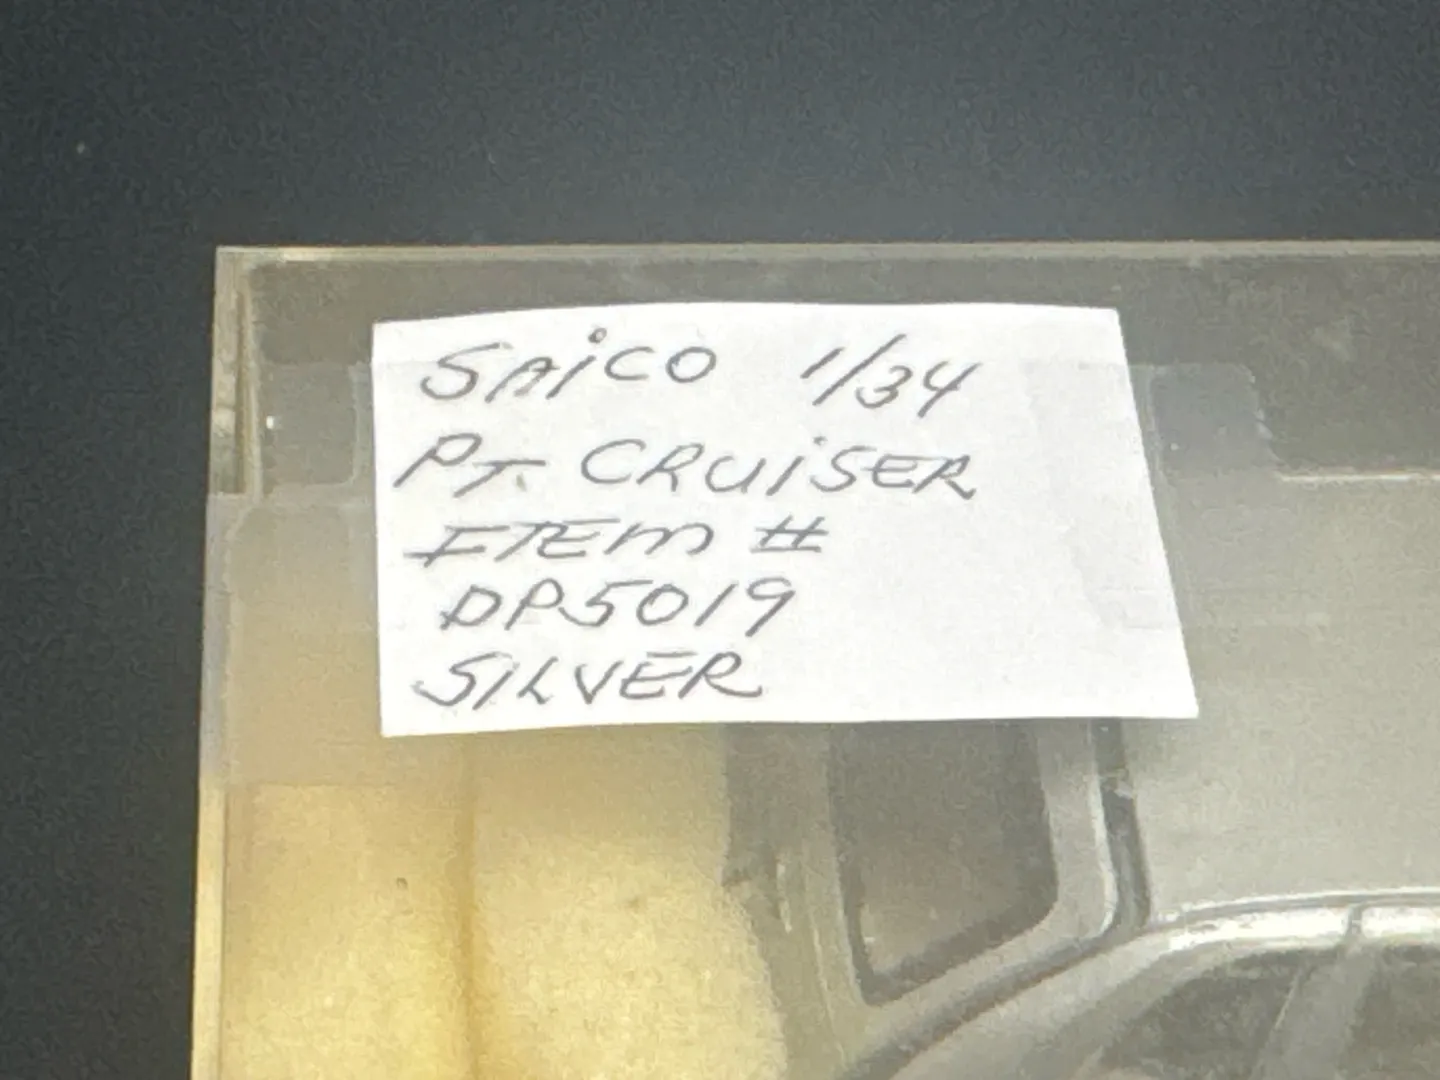 SAiCO 1/34
PT. CRUiSER
ITEM #
DP5019
SILVER